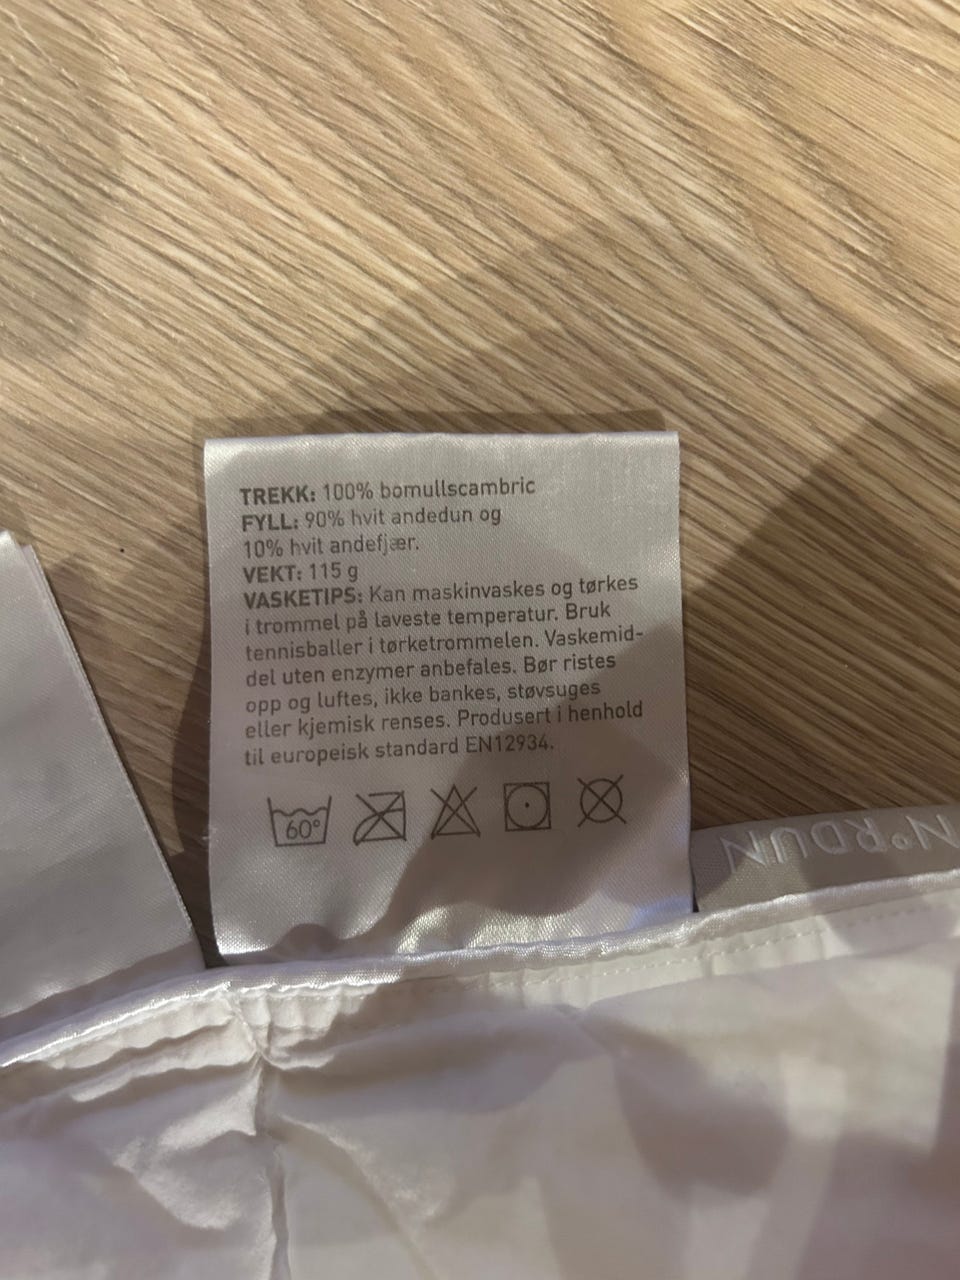 TREKK: 100% bomullscambric
FYLL: 90% hvit andedun og
10% hvit andefjær.
VEKT: 115 g
VASKETIPS: Kan maskinvaskes og tørkes
i trommel på laveste temperatur. Bruk
tennisballer i tørketrommelen. Vaskemid-
del uten enzymer anbefales. Bør ristes
opp og luftes, ikke bankes, støvsuges
eller kjemisk renses. Produsert i henhold
til europeisk standard EN12934.
60°
N°RDUN